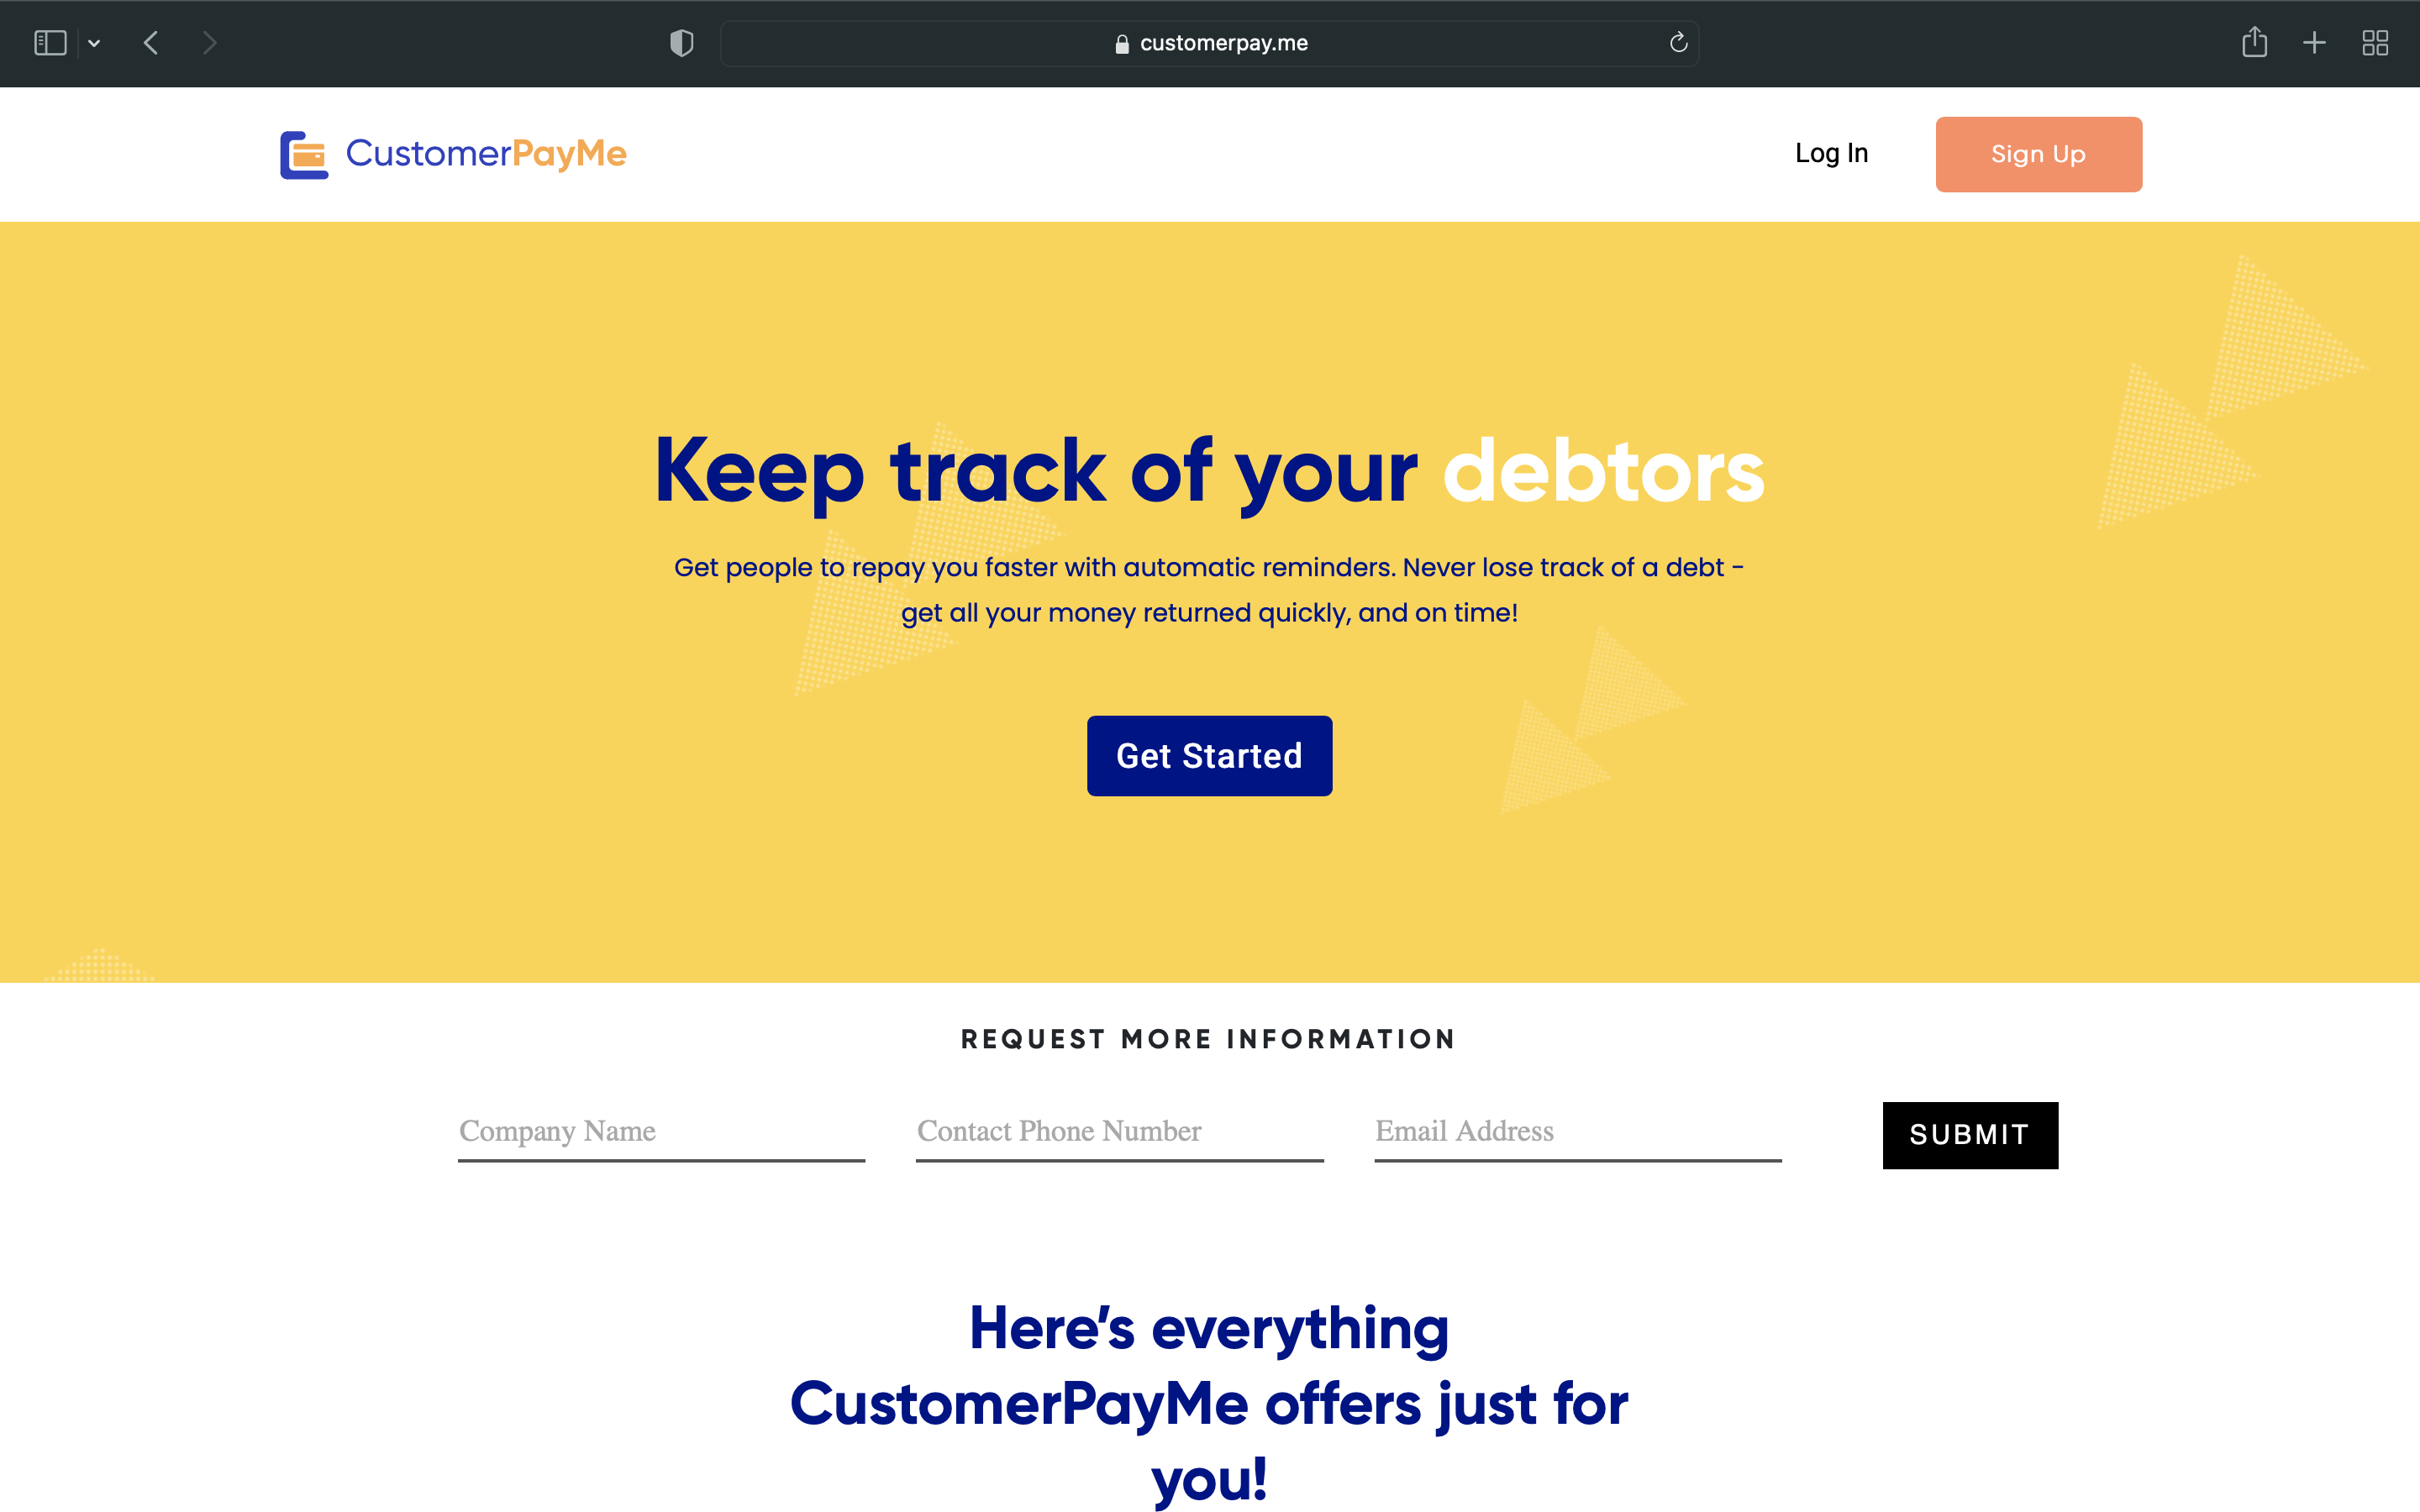 customerpay.me
CustomerPayMe
Log In
Sign Up
Keep track of your debtors
Get people to repay you faster with automatic reminders. Never lose track of a debt -
get all your money returned quickly, and on time!
Get Started
REQUEST MORE INFORMATION
Company Name
Contact Phone Number
Email Address
SUBMIT
Here’s everything
CustomerPayMe offers just for
you!